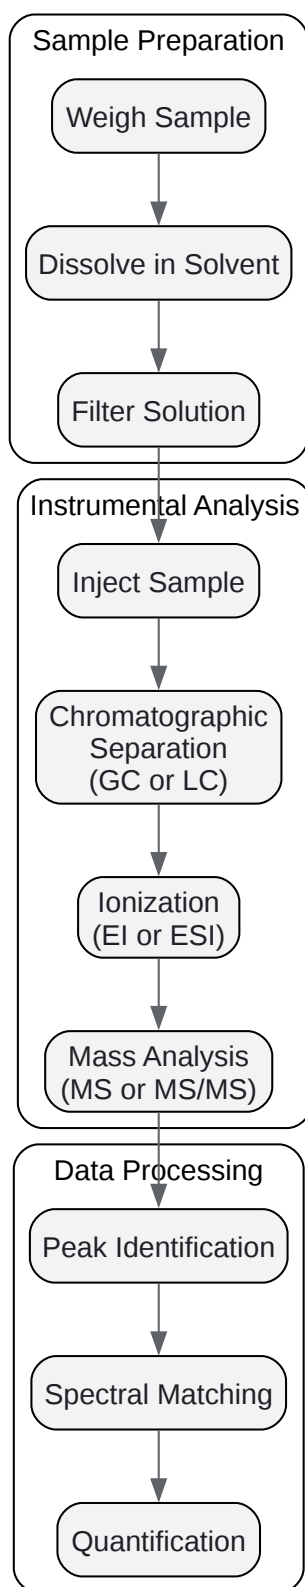 Sample Preparation
Weigh Sample
Dissolve in Solvent
Filter Solution
Instrumental Analysis
Inject Sample
Chromatographic
Separation
(GC or LC)
Ionization
(EI or ESI)
Mass Analysis
(MS or MS/MS)
Data Processing
Peak Identification
Spectral Matching
Quantification